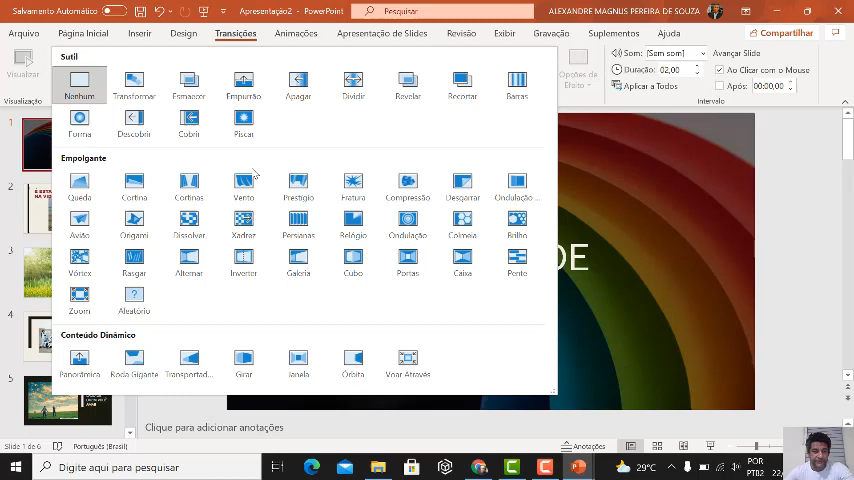 Salvamento Automático
Apresentação2 - PowerPoint
Pesquisar
ALEXANDRE MAGNUS PEREIRA DE SOUZA
Arquivo Página Inicial Inserir Design Transições Animações Apresentação de Slides Revisão Exibir Gravação Suplementos Ajuda
Compartilhar
Visualizar
Visualização
Opções de
Efeito
Som: [Sem som]
Avançar Slide
Duração: 02,00
Ao Clicar com o Mouse
Aplicar a Todos
Após: 00:00,00
Intervalo
Sutil
Nenhum Transformar Esmaecer Empurrão Apagar Dividir Revelar Recortar Barras
Forma Descobrir Cobrir Piscar
Empolgante
Queda Cortina Cortinas Vento Prestígio Fratura Compressão Desgarrar Ondulação ...
Avião Origami Dissolver Xadrez Persianas Relógio Ondulação Colmeia Brilho
Vórtex Rasgar Alternar Inverter Galeria Cubo Portas Caixa Pente
Zoom Aleatório
Conteúdo Dinâmico
Panorâmica Roda Gigante Transportad... Girar Janela Órbita Voar Através
1
2
3
4
5
DE
Clique para adicionar anotações
Slide 1 de 6
Português (Brasil)
Anotações
Digite aqui para pesquisar
29°C
POR
PTB2